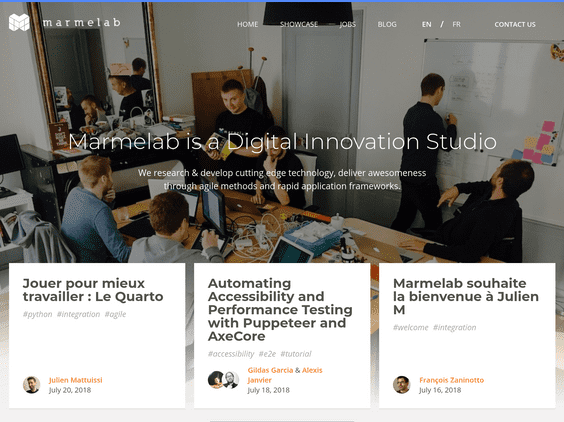 marmelab
HOME SHOWCASE JOBS BLOG EN / FR CONTACT US
Marmelab is a Digital Innovation Studio
We research & develop cutting edge technology, deliver awesomeness
through agile methods and rapid application frameworks.
Jouer pour mieux
travailler : Le Quarto
#python #integration #agile
Julien Mattuissi
July 20, 2018
Automating
Accessibility and
Performance Testing
with Puppeteer and
AxeCore
#accessibility #e2e #tutorial
Gildas Garcia & Alexis
Janvier
July 18, 2018
Marmelab souhaite
la bienvenue à Julien
M
#welcome #integration
François Zaninotto
July 16, 2018